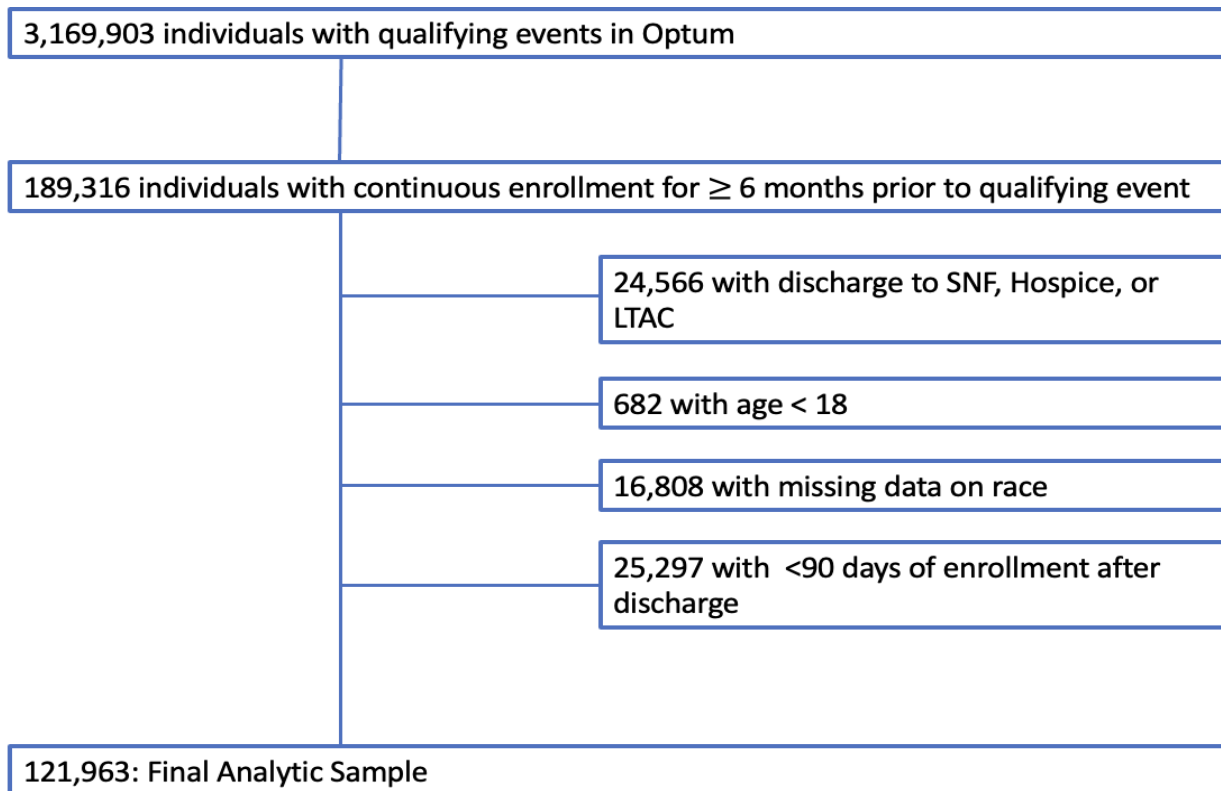 3,169,903 individuals with qualifying events in Optum
189,316 individuals with continuous enrollment for ≥ 6 months prior to qualifying event
24,566 with discharge to SNF, Hospice, or
LTAC
682 with age < 18
16,808 with missing data on race
25,297 with  <90 days of enrollment after
discharge
121,963: Final Analytic Sample